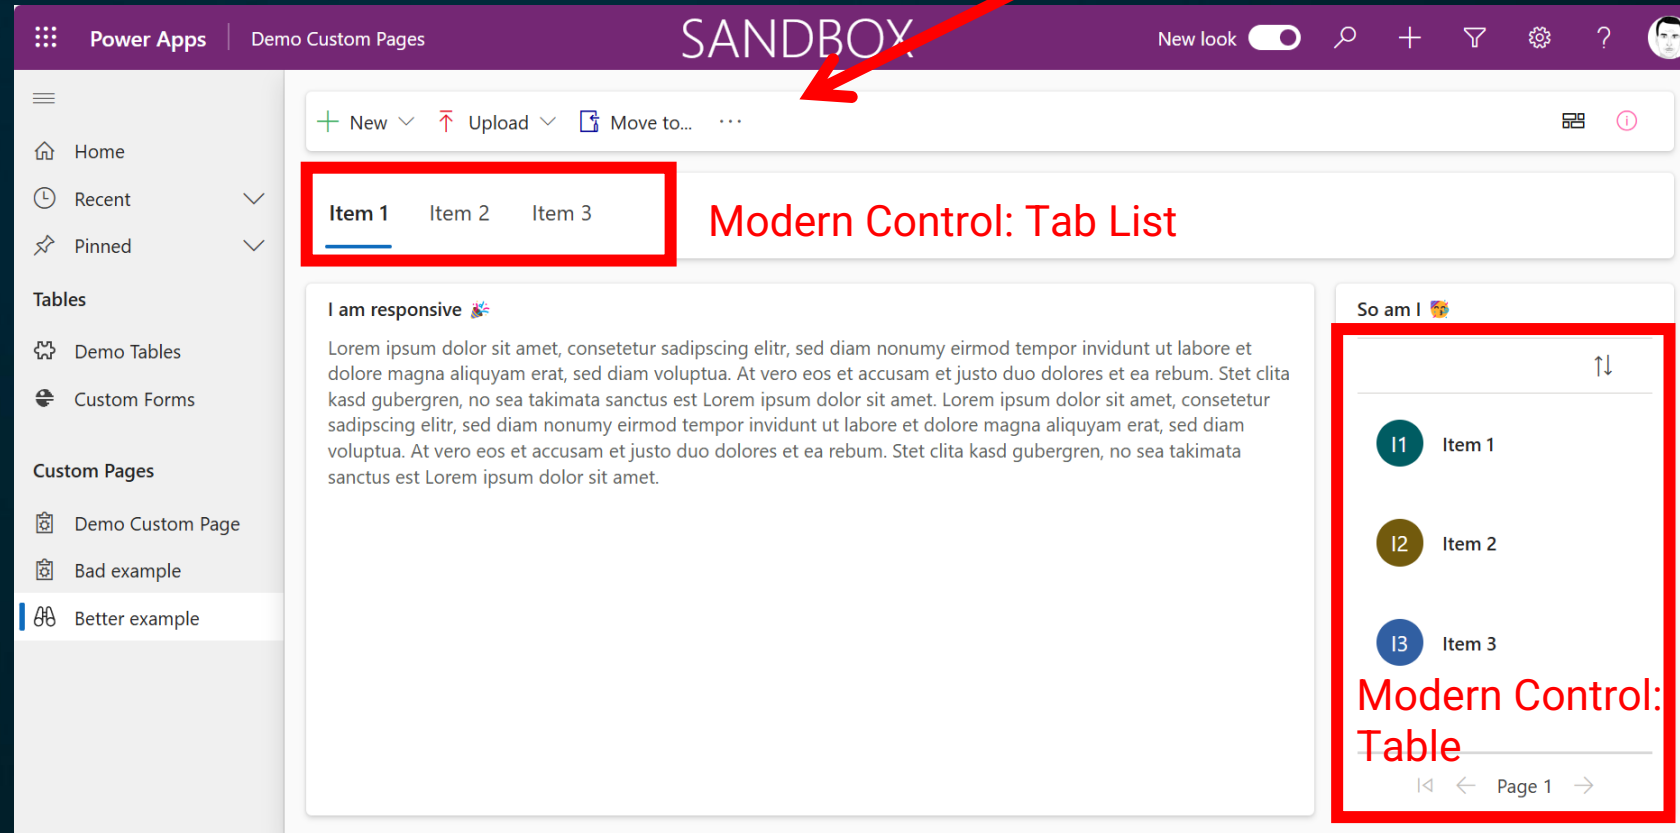 Power Apps Demo Custom Pages SANDBOX New look
New Upload Move to... ...
Home
Recent
Pinned
Tables
Demo Tables
Custom Forms
Custom Pages
Demo Custom Page
Bad example
Better example
Item 1 Item 2 Item 3
Modern Control: Tab List
I am responsive 🎉
Lorem ipsum dolor sit amet, consetetur sadipscing elitr, sed diam nonumy eirmod tempor invidunt ut labore et
dolore magna aliquyam erat, sed diam voluptua. At vero eos et accusam et justo duo dolores et ea rebum. Stet clita
kasd gubergren, no sea takimata sanctus est Lorem ipsum dolor sit amet. Lorem ipsum dolor sit amet, consetetur
sadipscing elitr, sed diam nonumy eirmod tempor invidunt ut labore et dolore magna aliquyam erat, sed diam
voluptua. At vero eos et accusam et justo duo dolores et ea rebum. Stet clita kasd gubergren, no sea takimata
sanctus est Lorem ipsum dolor sit amet.
So am I 🥳
I1 Item 1
I2 Item 2
I3 Item 3
Modern Control:
Table
Page 1